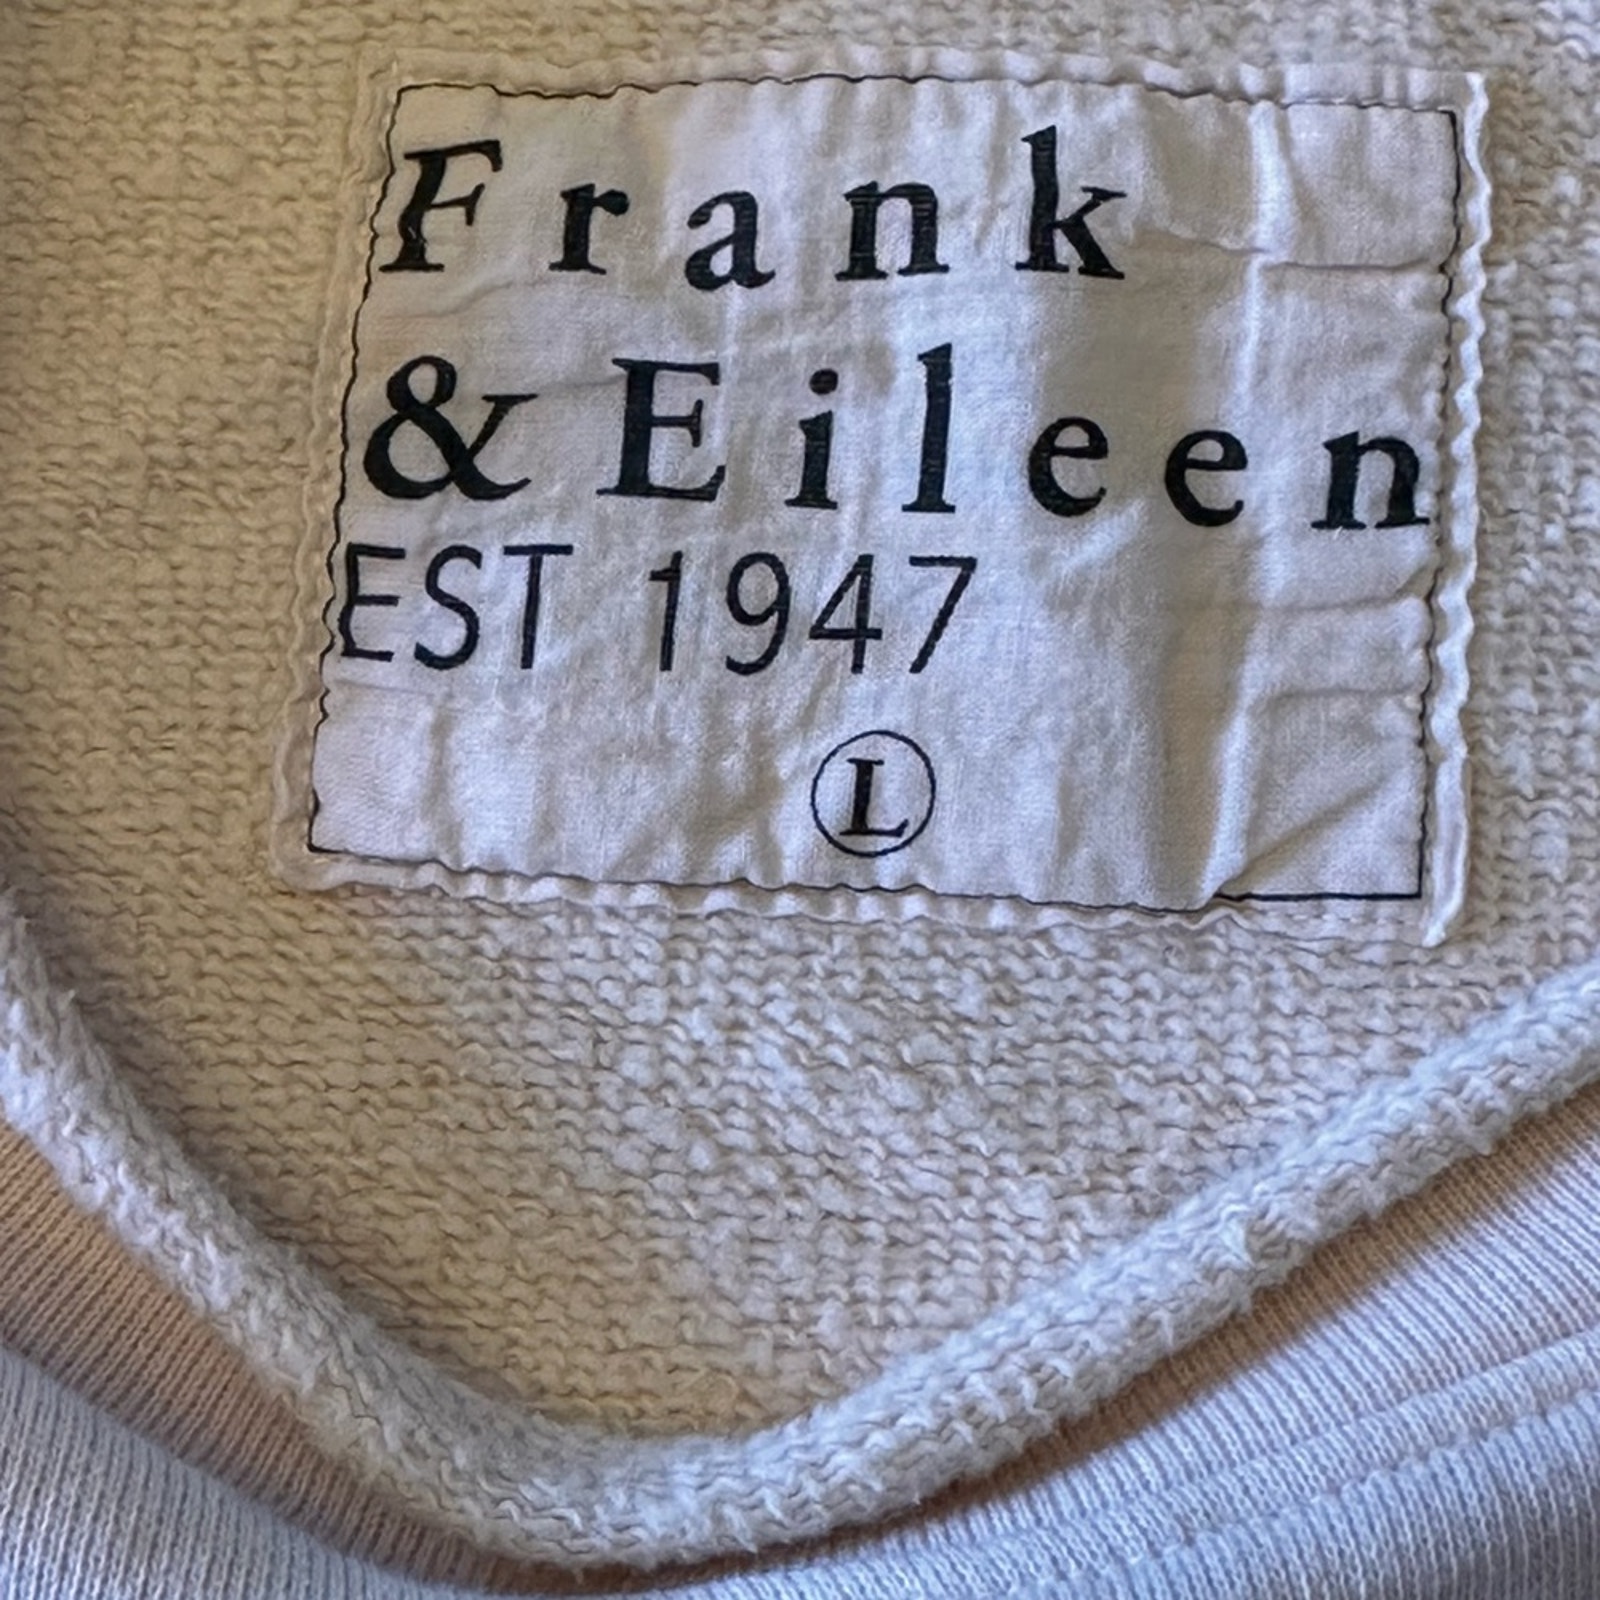 Frank
& Eileen
EST 1947
L